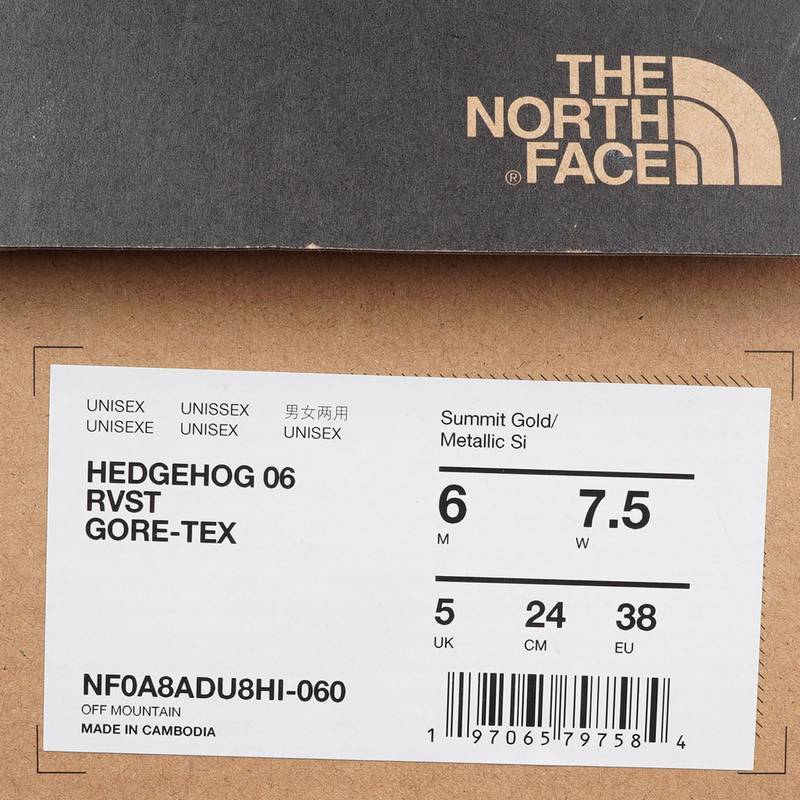 THE
NORTH
® FACE
UNISEX UNISSEX 男女两用
UNISEXE UNISEX UNISEX
HEDGEHOG 06
RVST
GORE-TEX
Summit Gold/
Metallic Si
6 7.5
M W
5 24 38
UK CM EU
NF0A8ADU8HI-060
OFF MOUNTAIN
MADE IN CAMBODIA
1 97065 79758 4